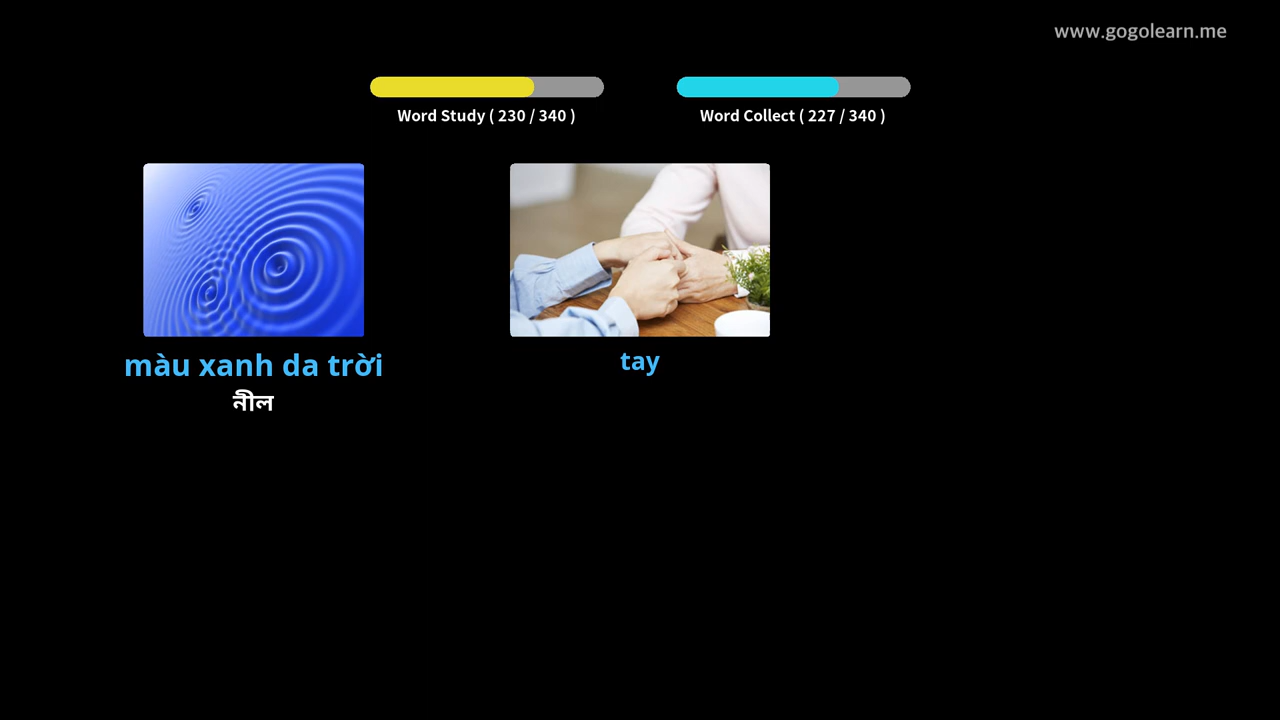 www.gogolearn.me
Word Study ( 230 / 340 )
Word Collect ( 227 / 340 )
màu xanh da trời
নীল
tay